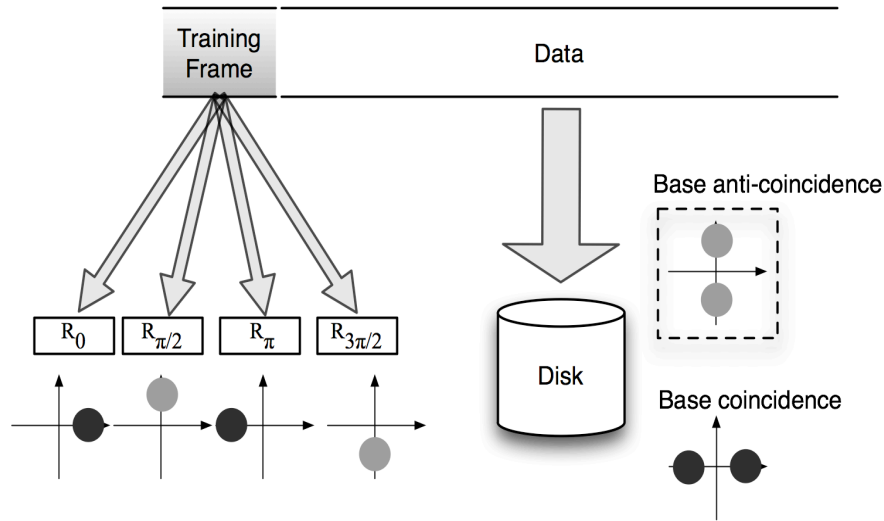 Training
Frame
Data
Base anti-coincidence
R0
Rπ/2
Rπ
R3π/2
Disk
Base coincidence